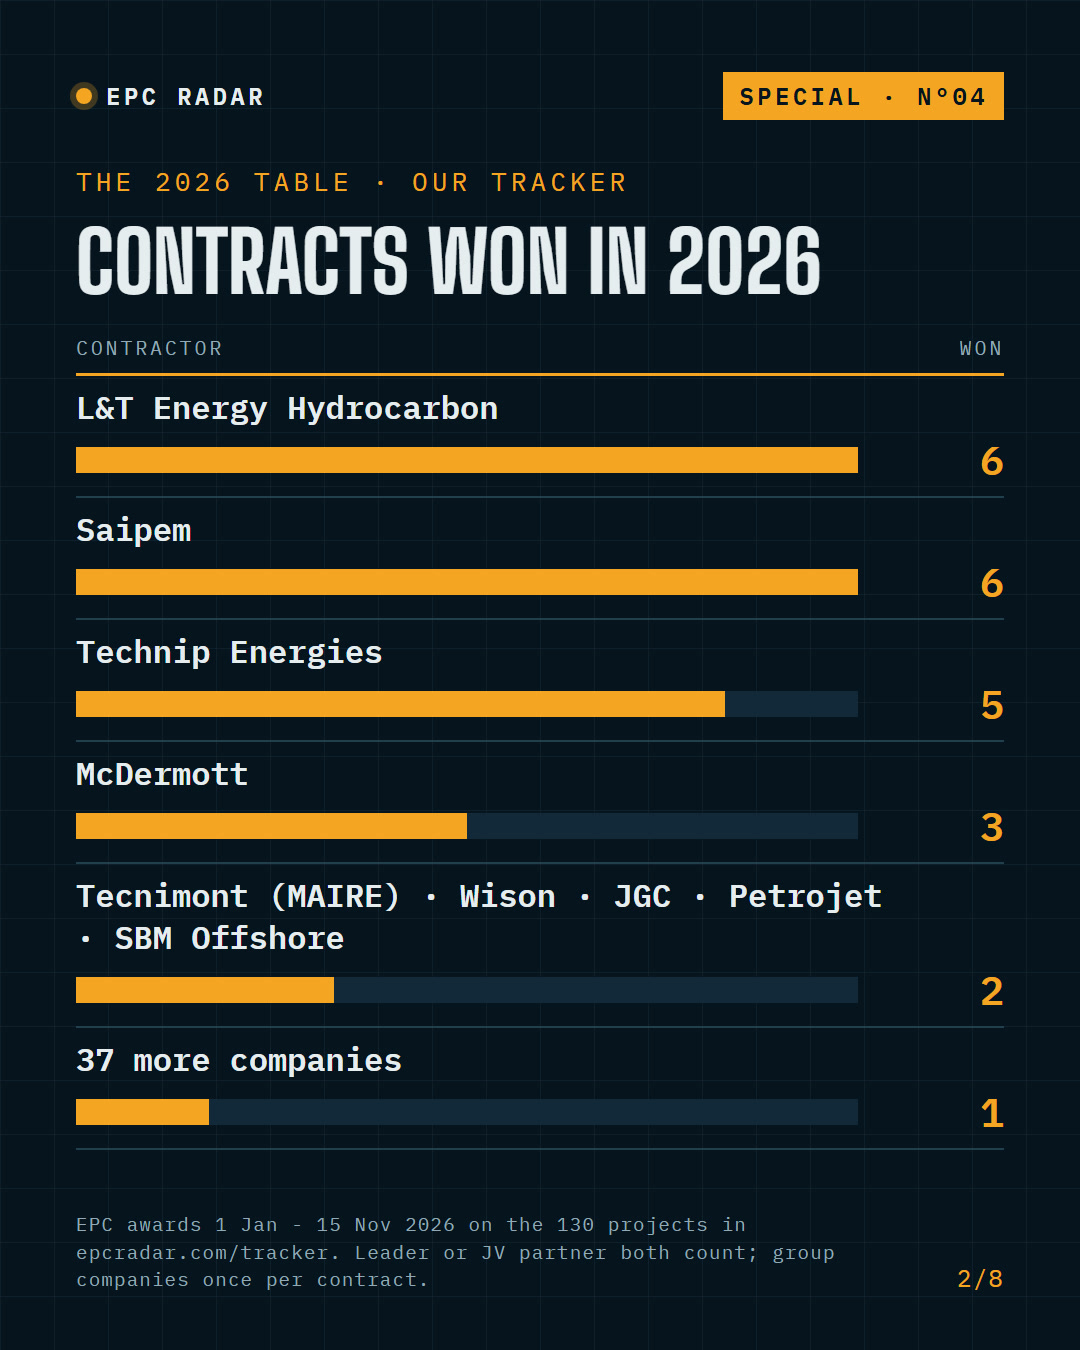 EPC RADAR
SPECIAL · N°04
THE 2026 TABLE · OUR TRACKER
CONTRACTS WON IN 2026
CONTRACTOR WON
L&T Energy Hydrocarbon
6
Saipem
6
Technip Energies
5
McDermott
3
Tecnimont (MAIRE) · Wison · JGC · Petrojet
· SBM Offshore
2
37 more companies
1
EPC awards 1 Jan - 15 Nov 2026 on the 130 projects in
epcradar.com/tracker. Leader or JV partner both count; group
companies once per contract.
2/8